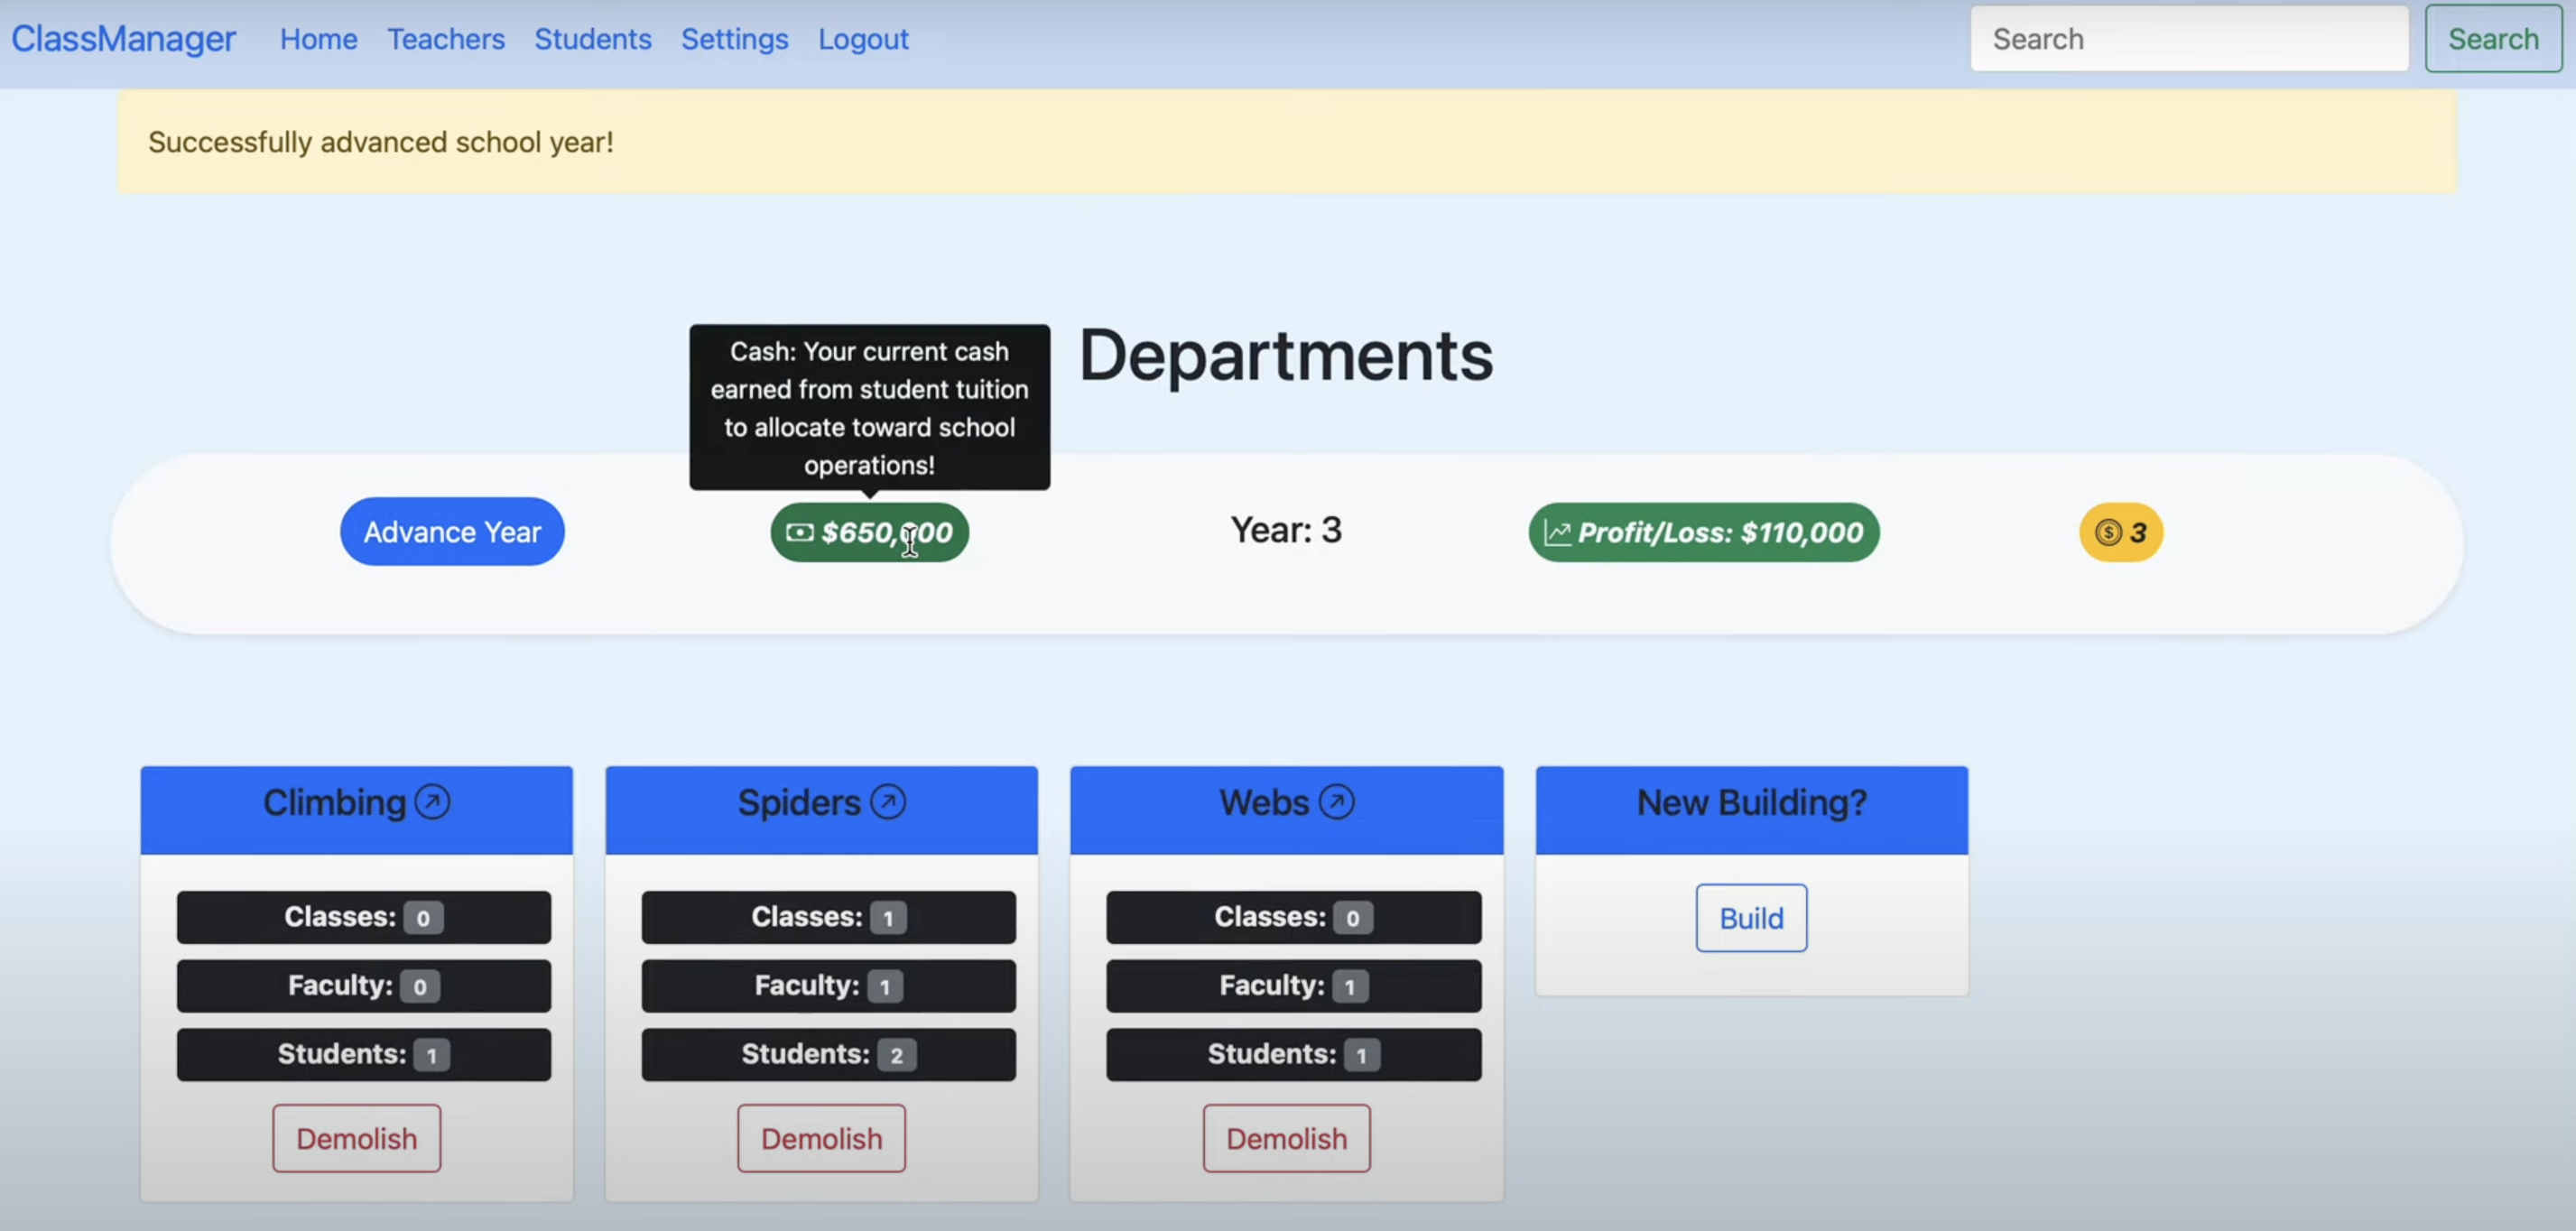 ClassManager Home Teachers Students Settings Logout Search Search
Successfully advanced school year!
Departments
Cash: Your current cash
earned from student tuition
to allocate toward school
operations!
Advance Year $650,000 Year: 3 Profit/Loss: $110,000 3
Climbing
Classes: 0
Faculty: 0
Students: 1
Demolish
Spiders
Classes: 1
Faculty: 1
Students: 2
Demolish
Webs
Classes: 0
Faculty: 1
Students: 1
Demolish
New Building?
Build